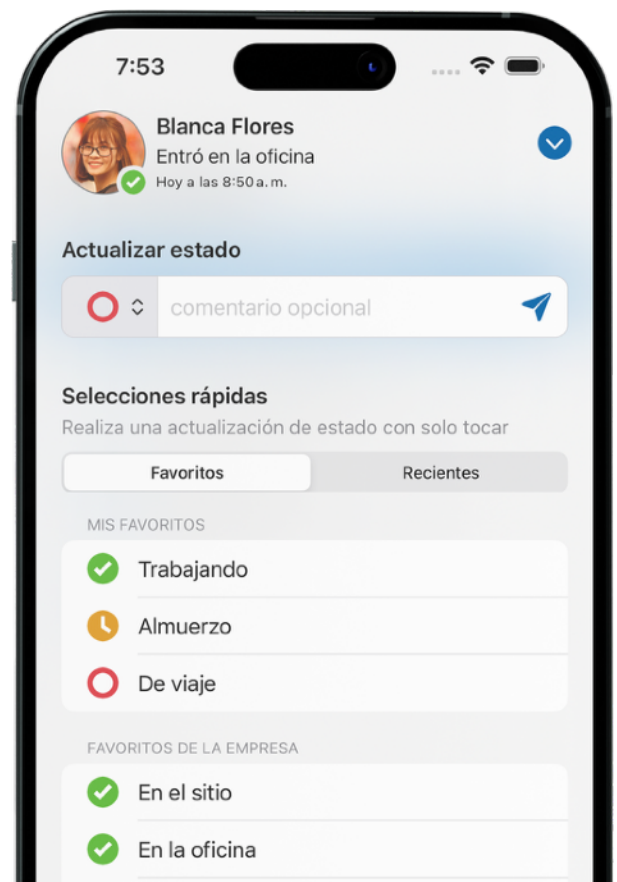 7:53
Blanca Flores
Entró en la oficina
Hoy a las 8:50 a. m.
Actualizar estado
comentario opcional
Selecciones rápidas
Realiza una actualización de estado con solo tocar
Favoritos
Recientes
MIS FAVORITOS
Trabajando
Almuerzo
De viaje
FAVORITOS DE LA EMPRESA
En el sitio
En la oficina